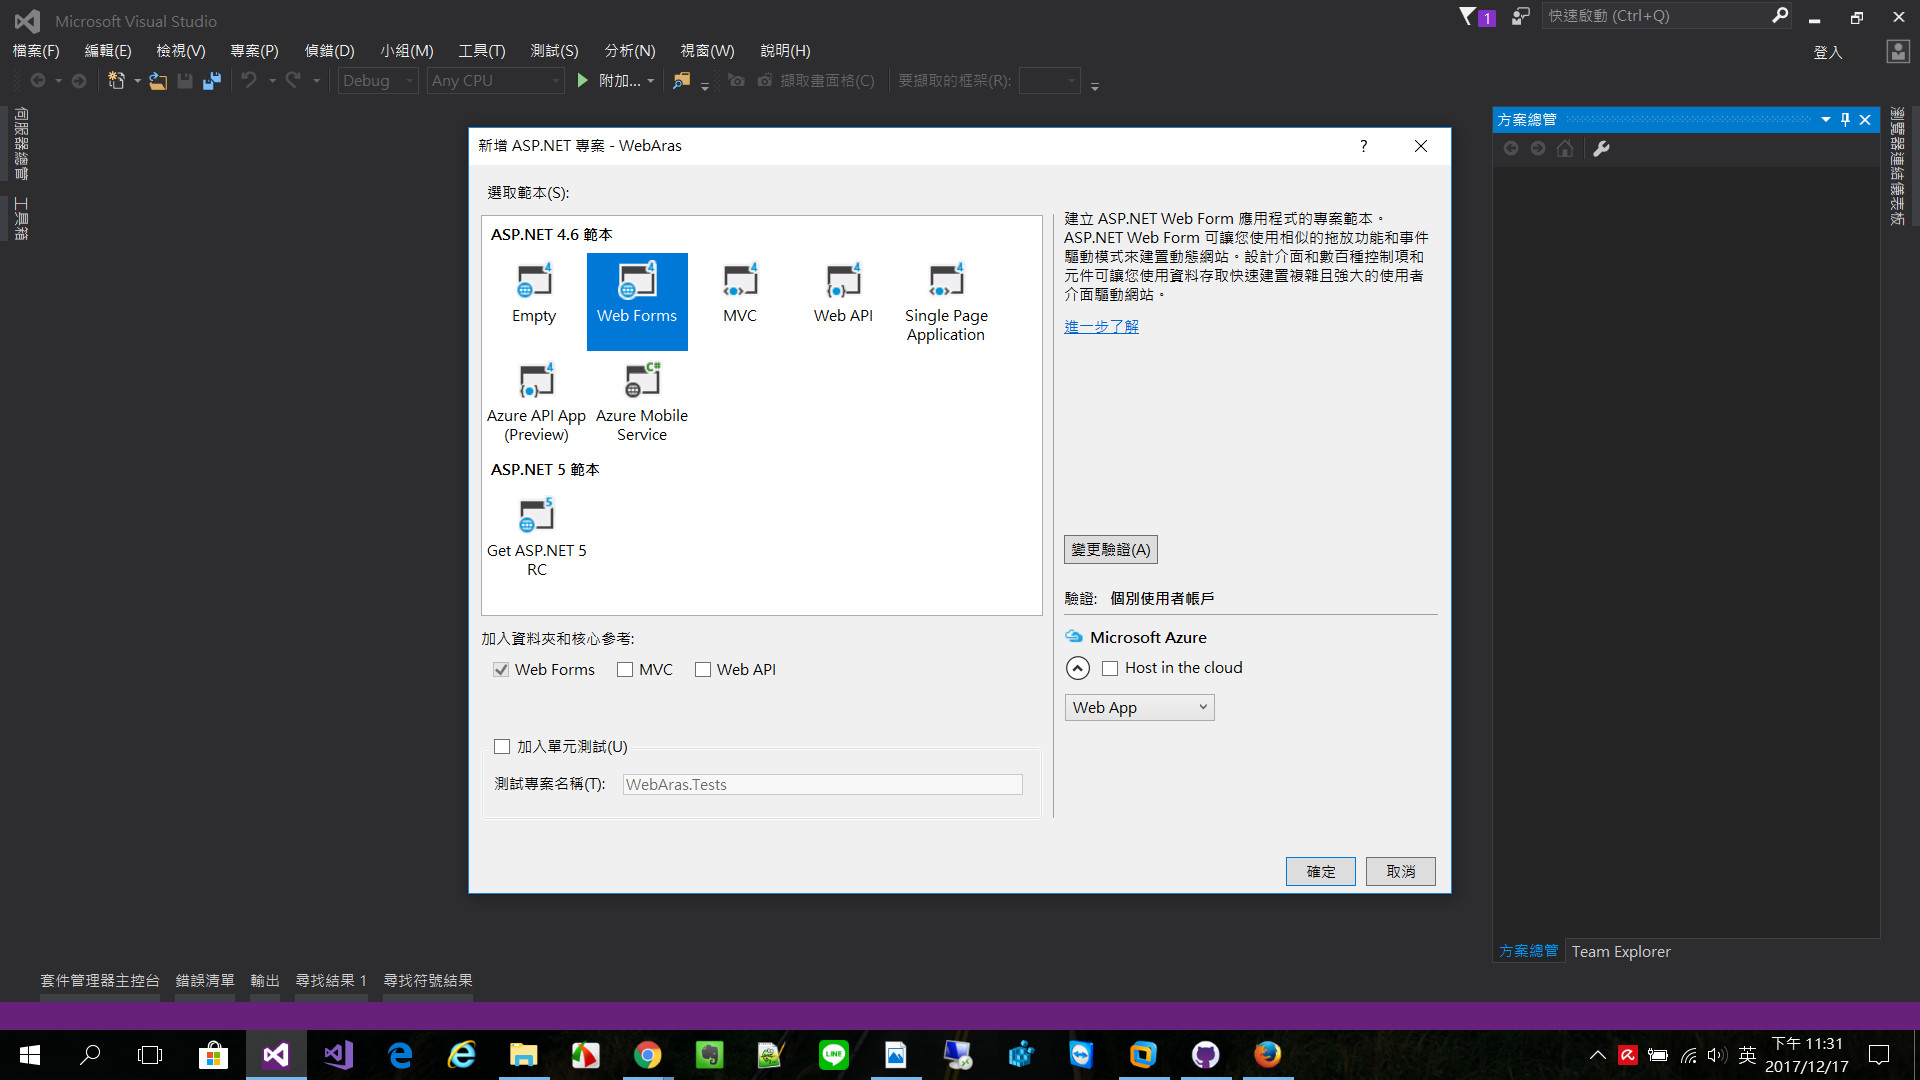 Microsoft Visual Studio
1
快速啟動 (Ctrl+Q)
檔案(F) 編輯(E) 檢視(V) 專案(P) 偵錯(D) 小組(M) 工具(T) 測試(S) 分析(N) 視窗(W) 說明(H)
登入
Debug Any CPU 附加... 擷取畫面格(C) 要擷取的框架(R):
伺服器總管
工具箱
新增 ASP.NET 專案 - WebAras
?
選取範本(S):
ASP.NET 4.6 範本
Empty
Web Forms
MVC
Web API
Single Page
Application
Azure API App
(Preview)
Azure Mobile
Service
ASP.NET 5 範本
Get ASP.NET 5
RC
加入資料夾和核心參考:
Web Forms MVC Web API
加入單元測試(U)
測試專案名稱(T): WebAras.Tests
建立 ASP.NET Web Form 應用程式的專案範本。
ASP.NET Web Form 可讓您使用相似的拖放功能和事件
驅動模式來建置動態網站。設計介面和數百種控制項和
元件可讓您使用資料存取快速建置複雜且強大的使用者
介面驅動網站。
進一步了解
變更驗證(A)
驗證: 個別使用者帳戶
Microsoft Azure
Host in the cloud
Web App
確定 取消
方案總管
瀏覽器連結儀表板
方案總管 Team Explorer
套件管理器主控台 錯誤清單 輸出 尋找結果 1 尋找符號結果
LINE
英
下午 11:31
2017/12/17